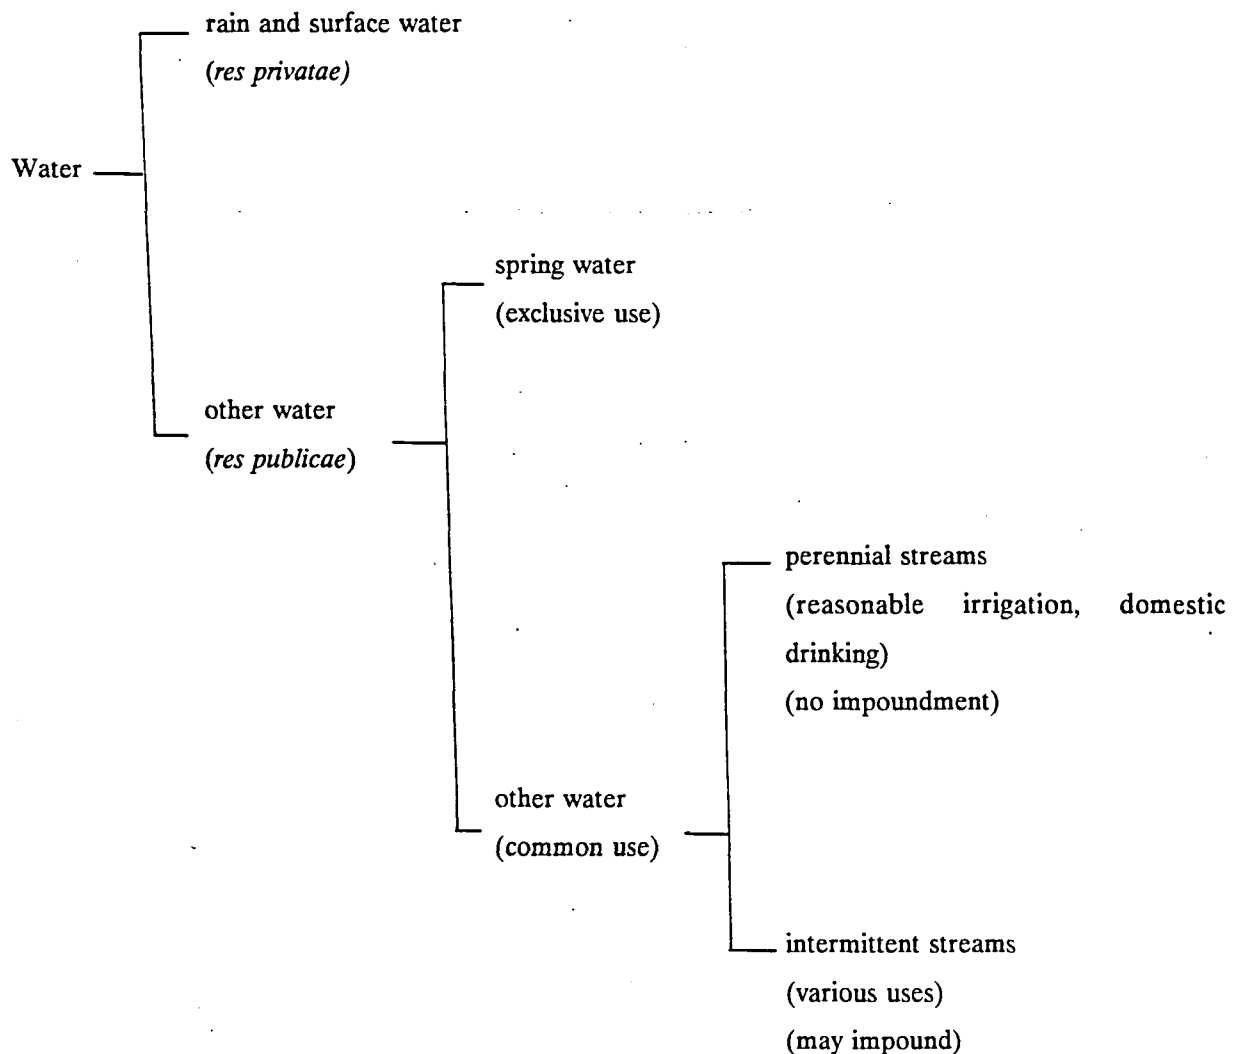 rain and surface water
(res privatae)
Water
spring water
(exclusive use)
other water
(res publicae)
perennial streams
(reasonable irrigation, domestic
drinking)
(no impoundment)
other water
(common use)
intermittent streams
(various uses)
(may impound)